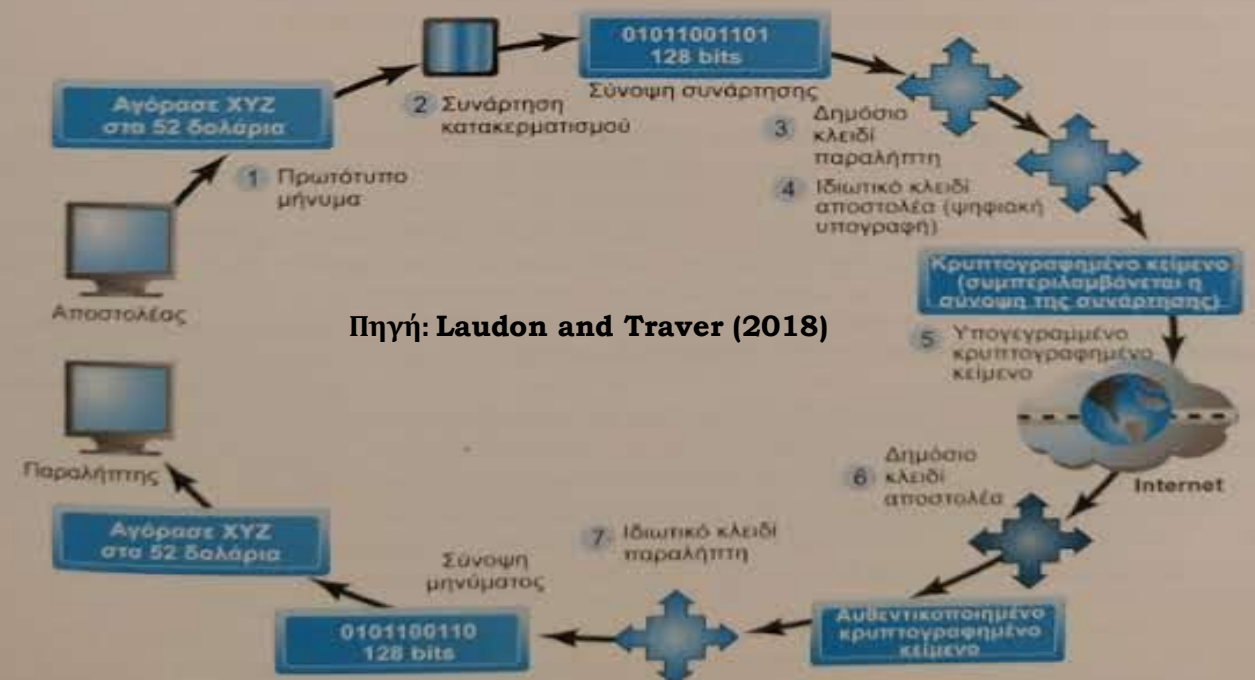 Αγόρασε XYZ
στα 52 δολάρια
1 Πρωτότυπο
μήνυμα
Αποστολέας
2 Συνάρτηση
κατακερματισμού
01011001101
128 bits
Σύνοψη συνάρτησης
3 Δημόσιο
κλειδί
παραλήπτη
4 Ιδιωτικό κλειδί
αποστολέα (ψηφιακή
υπογραφή)
Κρυπτογραφημένο κείμενο
(συμπεριλαμβάνεται η
σύνοψη της συνάρτησης)
5 Υπογεγραμμένο
κρυπτογραφημένο
κείμενο
Internet
Πηγή: Laudon and Traver (2018)
Δημόσιο
6 κλειδί
αποστολέα
Αυθεντικοποιημένο
κρυπτογραφημένο
κείμενο
7 Ιδιωτικό κλειδί
παραλήπτη
Σύνοψη
μηνύματος
0101100110
128 bits
Αγόρασε XYZ
στα 52 δολάρια
Παραλήπτης